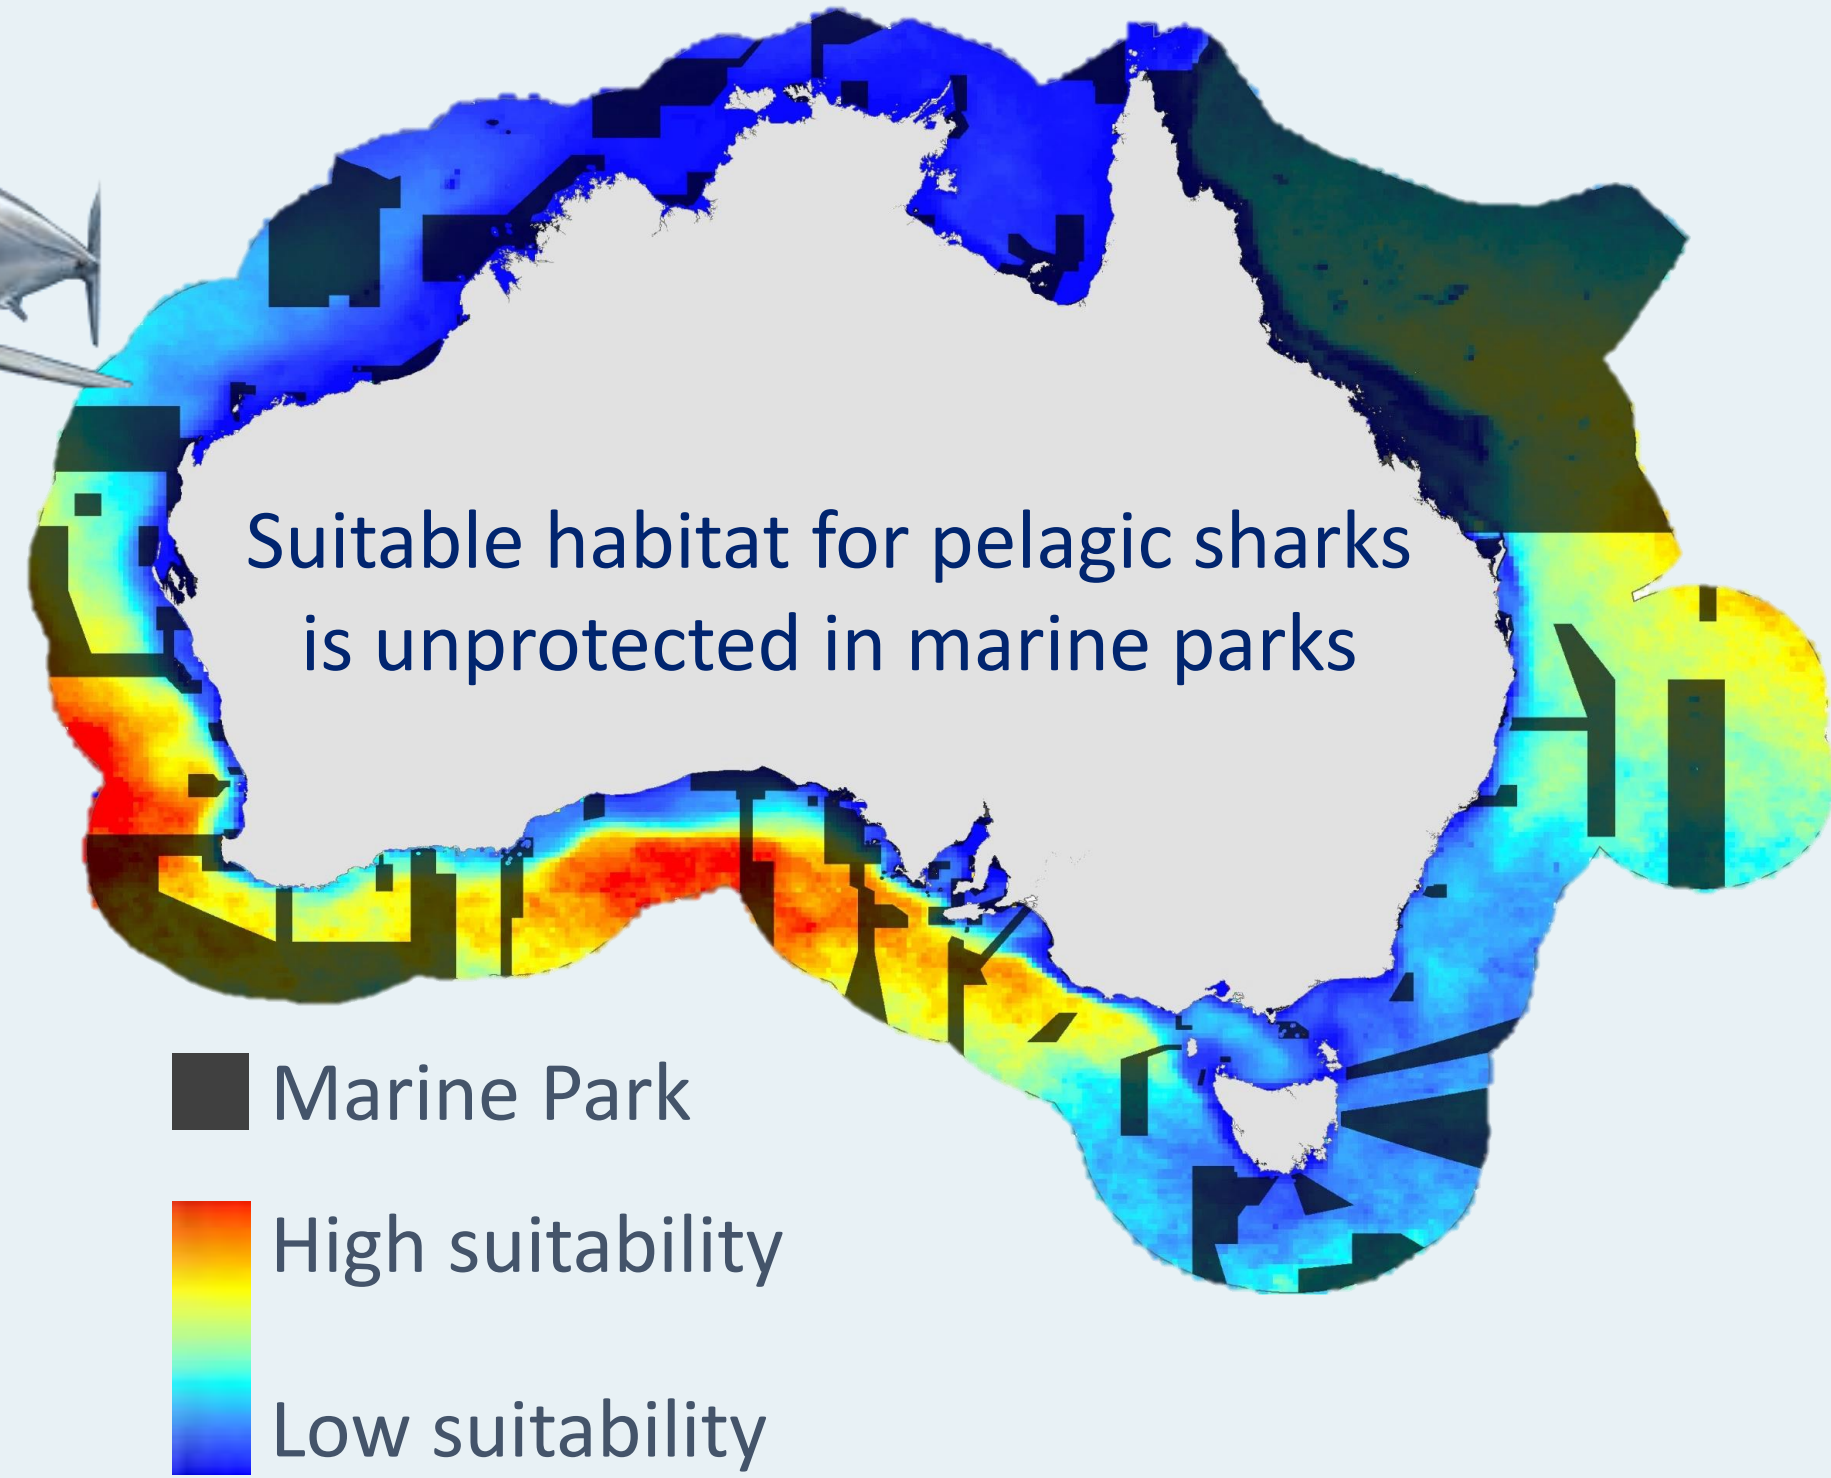 Suitable habitat for pelagic sharks
is unprotected in marine parks
Marine Park
High suitability
Low suitability